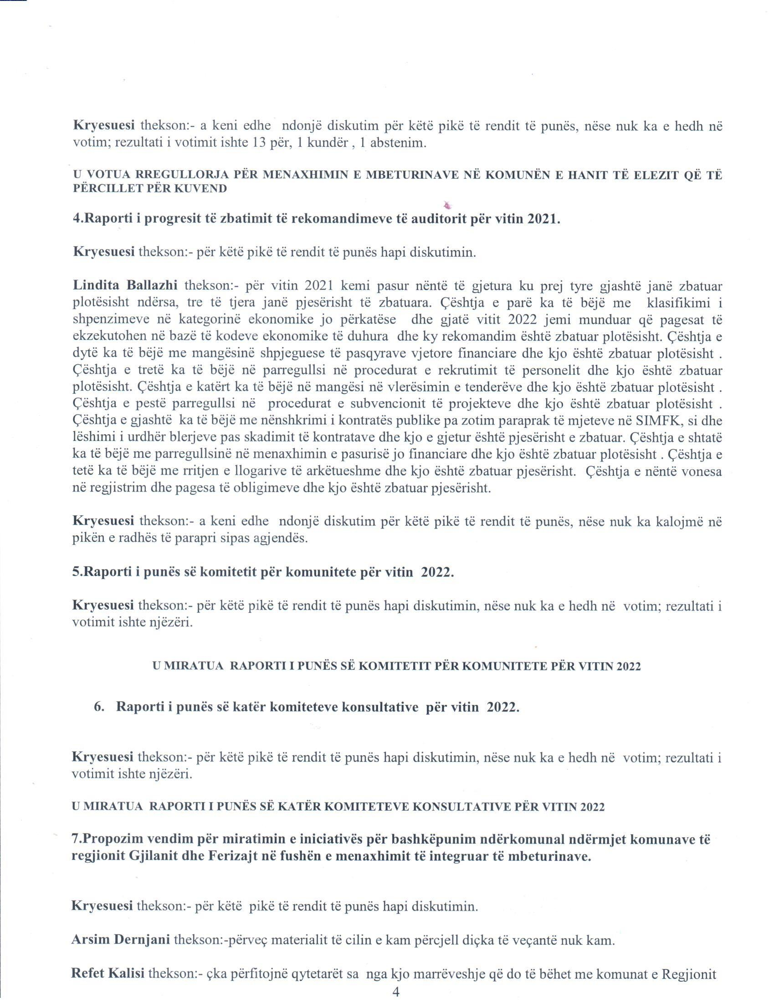 Kryesuesi thekson:- a keni edhe ndonjë diskutim për këtë pikë të rendit të punës, nëse nuk ka e hedh në
votim; rezultati i votimit ishte 13 për, 1 kundër , 1 abstenim.
U VOTUA RREGULLORJA PËR MENAXHIMIN E MBETURINAVE NË KOMUNËN E HANIT TË ELEZIT QË TË
PËRCILLET PËR KUVEND
4.Raporti i progresit të zbatimit të rekomandimeve të auditorit për vitin 2021.
Kryesuesi thekson:- për këtë pikë të rendit të punës hapi diskutimin.
Lindita Ballazhi thekson:- për vitin 2021 kemi pasur nëntë të gjetura ku prej tyre gjashtë janë zbatuar
plotësisht ndërsa, tre të tjera janë pjesërisht të zbatuara. Çështja e parë ka të bëjë me klasifikimi i
shpenzimeve në kategorinë ekonomike jo përkatëse dhe gjatë vitit 2022 jemi munduar që pagesat të
ekzekutohen në bazë të kodeve ekonomike të duhura dhe ky rekomandim është zbatuar plotësisht. Çështja e
dytë ka të bëjë me mangësinë shpjeguese të pasqyrave vjetore financiare dhe kjo është zbatuar plotësisht .
Çështja e tretë ka të bëjë në parregullsi në procedurat e rekrutimit të personelit dhe kjo është zbatuar
plotësisht. Çështja e katërt ka të bëjë në mangësi në vlerësimin e tenderëve dhe kjo është zbatuar plotësisht .
Çështja e pestë parregullsi në procedurat e subvencionit të projekteve dhe kjo është zbatuar plotësisht .
Çështja e gjashtë ka të bëjë me nënshkrimi i kontratës publike pa zotim paraprak të mjeteve në SIMFK, si dhe
lëshimi i urdhër blerjeve pas skadimit të kontratave dhe kjo e gjetur është pjesërisht e zbatuar. Çështja e shtatë
ka të bëjë me parregullsinë në menaxhimin e pasurisë jo financiare dhe kjo është zbatuar plotësisht . Çështja e
tetë ka të bëjë me rritjen e llogarive të arkëtueshme dhe kjo është zbatuar pjesërisht. Çështja e nëntë vonesa
në regjistrim dhe pagesa të obligimeve dhe kjo është zbatuar pjesërisht.
Kryesuesi thekson:- a keni edhe ndonjë diskutim për këtë pikë të rendit të punës, nëse nuk ka kalojmë në
pikën e radhës të parapri sipas agjendës.
5.Raporti i punës së komitetit për komunitete për vitin 2022.
Kryesuesi thekson:- për këtë pikë të rendit të punës hapi diskutimin, nëse nuk ka e hedh në votim; rezultati i
votimit ishte njëzëri.
U MIRATUA RAPORTI I PUNËS SË KOMITETIT PËR KOMUNITETE PËR VITIN 2022
6. Raporti i punës së katër komiteteve konsultative për vitin 2022.
Kryesuesi thekson:- për këtë pikë të rendit të punës hapi diskutimin, nëse nuk ka e hedh në votim; rezultati i
votimit ishte njëzëri.
U MIRATUA RAPORTI I PUNËS SË KATËR KOMITETEVE KONSULTATIVE PËR VITIN 2022
7.Propozim vendim për miratimin e iniciativës për bashkëpunim ndërkomunal ndërmjet komunave të
regjionit Gjilanit dhe Ferizajt në fushën e menaxhimit të integruar të mbeturinave.
Kryesuesi thekson:- për këtë pikë të rendit të punës hapi diskutimin.
Arsim Dernjani thekson:-përveç materialit të cilin e kam përcjell diçka të veçantë nuk kam.
Refet Kalisi thekson:- çka përfitojnë qytetarët sa nga kjo marrëveshje që do të bëhet me komunat e Regjionit
4